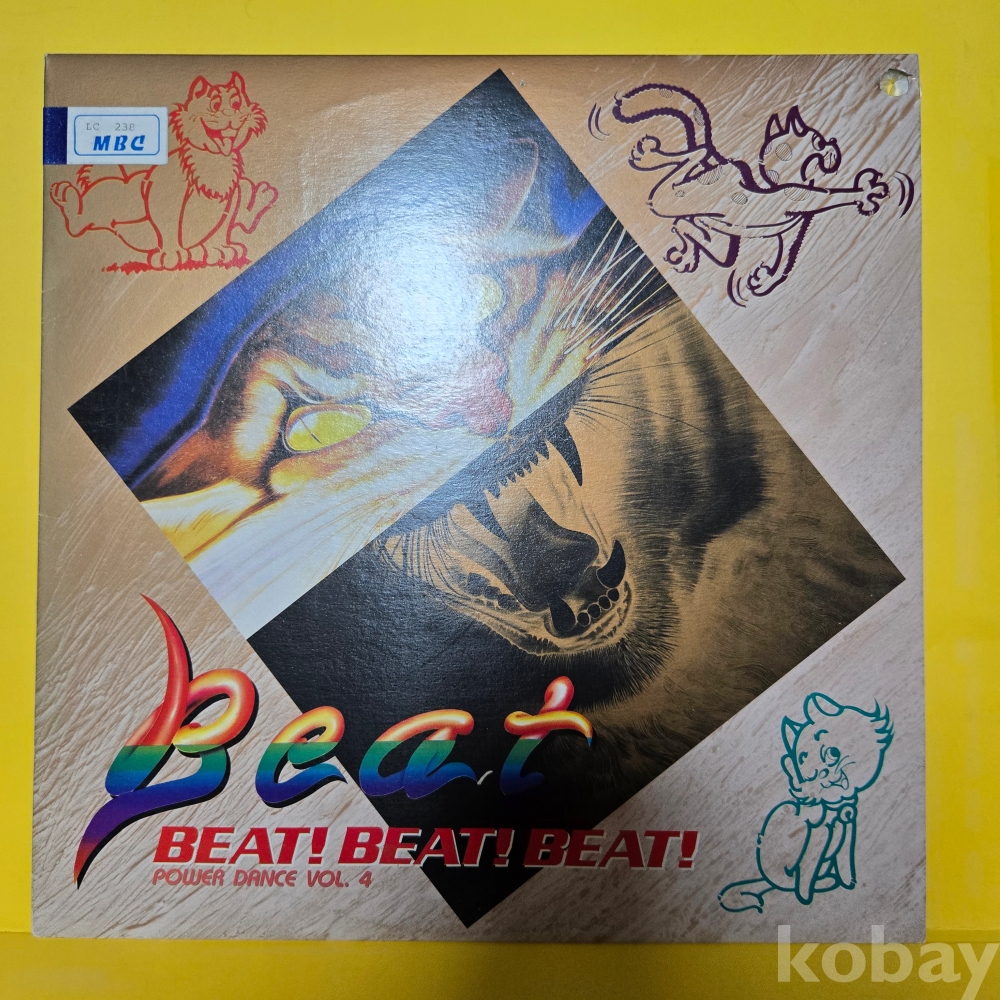 LC 238
MBC
Beat
BEAT! BEAT! BEAT!
POWER DANCE VOL. 4
kobay